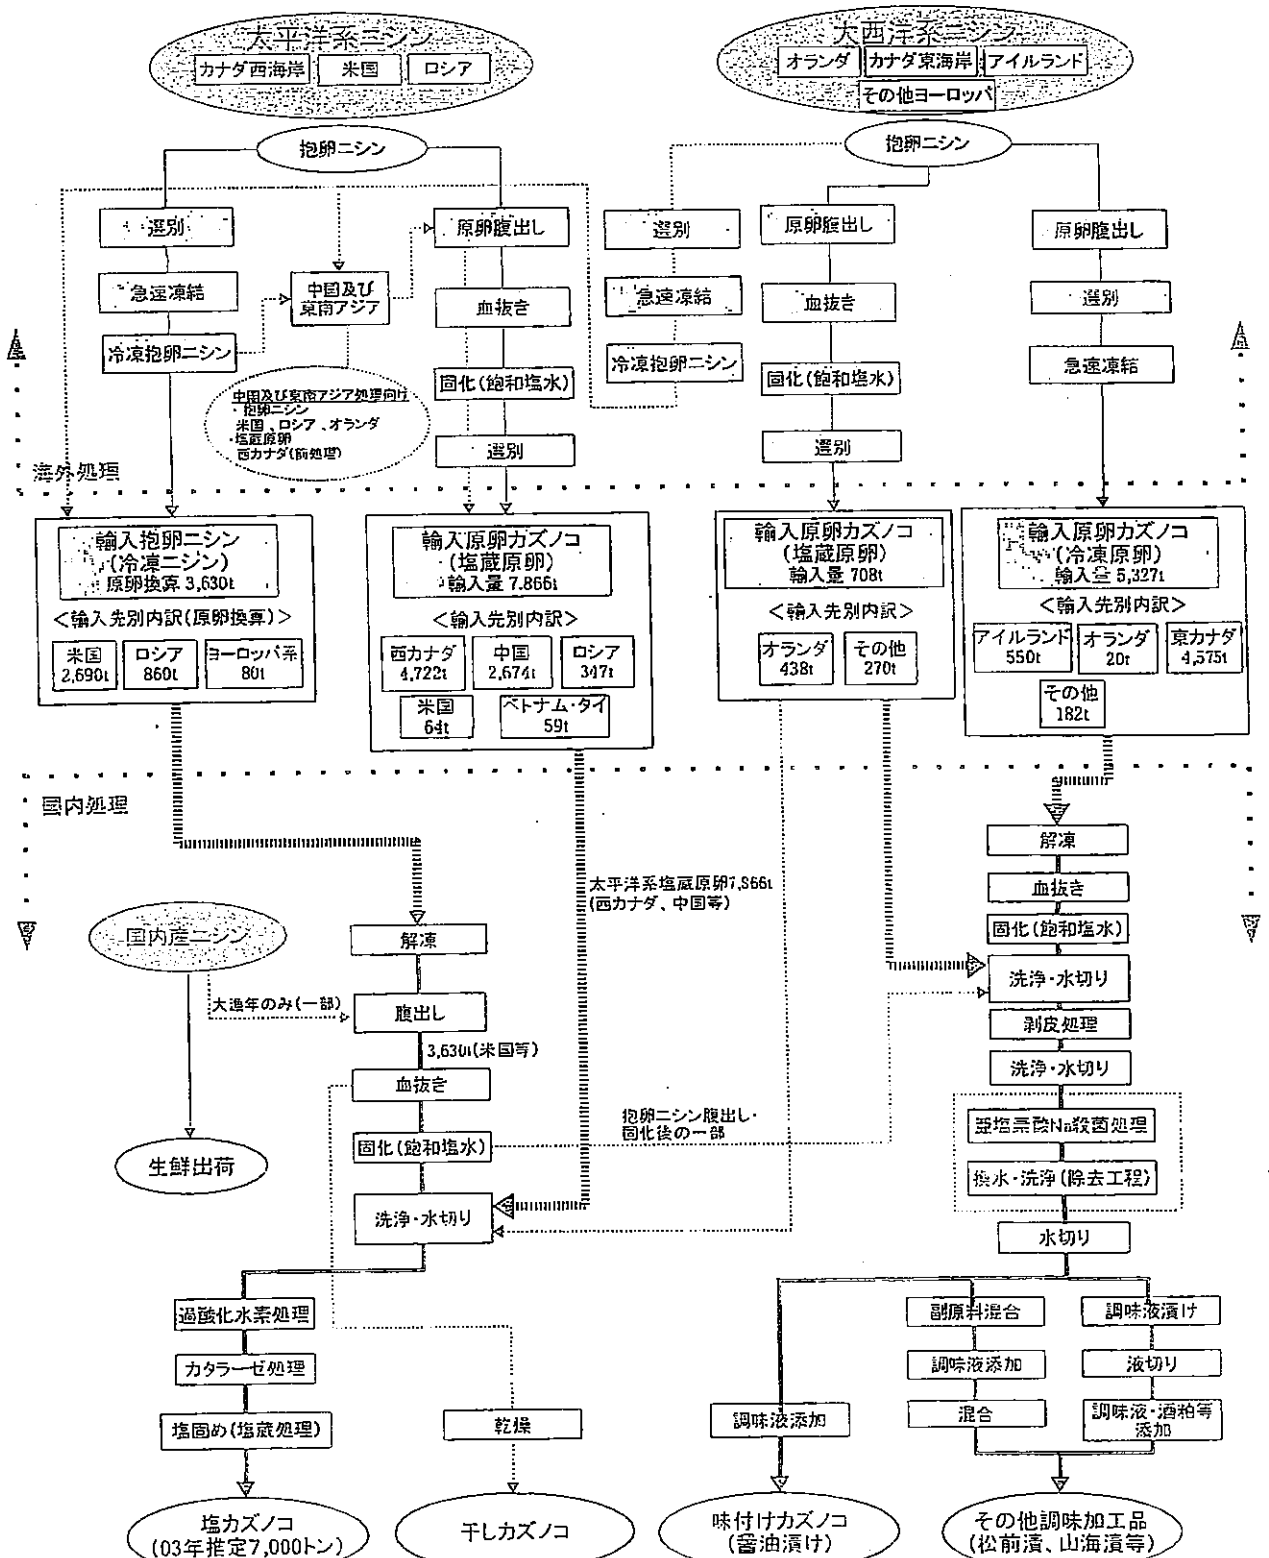 太平洋系ニシン
カナダ西海岸
米国
ロシア
大西洋系ニシン
オランダ
カナダ東海岸
アイルランド
その他ヨーロッパ
抱卵ニシン
抱卵ニシン
選別
急速凍結
冷凍抱卵ニシン
中国及び
東南アジア
原卵腹出し
血抜き
固化(飽和塩水)
選別
中国及び東南アジア処理向け
・抱卵ニシン
米国、ロシア、オランダ
・塩蔵原卵
西カナダ(前処理)
選別
急速凍結
冷凍抱卵ニシン
原卵腹出し
血抜き
固化(飽和塩水)
選別
原卵腹出し
選別
急速凍結
海外処理
輸入抱卵ニシン
(冷凍ニシン)
原卵換算 3,630t
<輸入先別内訳(原卵換算)>
米国
2,690t
ロシア
860t
ヨーロッパ系
80t
輸入原卵カズノコ
(塩蔵原卵)
輸入量 7.866t
<輸入先別内訳>
西カナダ
4,722t
中国
2,674t
ロシア
347t
米国
64t
ベトナム・タイ
59t
輸入原卵カズノコ
(塩蔵原卵)
輸入量 708t
<輸入先別内訳>
オランダ
438t
その他
270t
輸入原卵カズノコ
(冷凍原卵)
輸入量 5,327t
<輸入先別内訳>
アイルランド
550t
オランダ
20t
東カナダ
4,575t
その他
182t
国内処理
国内産ニシン
大漁年のみ(一部)
生鮮出荷
解凍
腹出し
3,630t(米国等)
血抜き
固化(飽和塩水)
洗浄・水切り
太平洋系塩蔵原卵7,866t
(西カナダ、中国等)
抱卵ニシン腹出し・
固化後の一部
解凍
血抜き
固化(飽和塩水)
洗浄・水切り
剥皮処理
洗浄・水切り
亜塩素酸Na殺菌処理
換水・洗浄(除去工程)
水切り
過酸化水素処理
カタラーゼ処理
塩固め(塩蔵処理)
乾燥
調味液添加
副原料混合
調味液添加
混合
調味液漬け
液切り
調味液・酒粕等
添加
塩カズノコ
(03年推定7,000トン)
干しカズノコ
味付けカズノコ
(醤油漬け)
その他調味加工品
(松前漬、山海漬等)